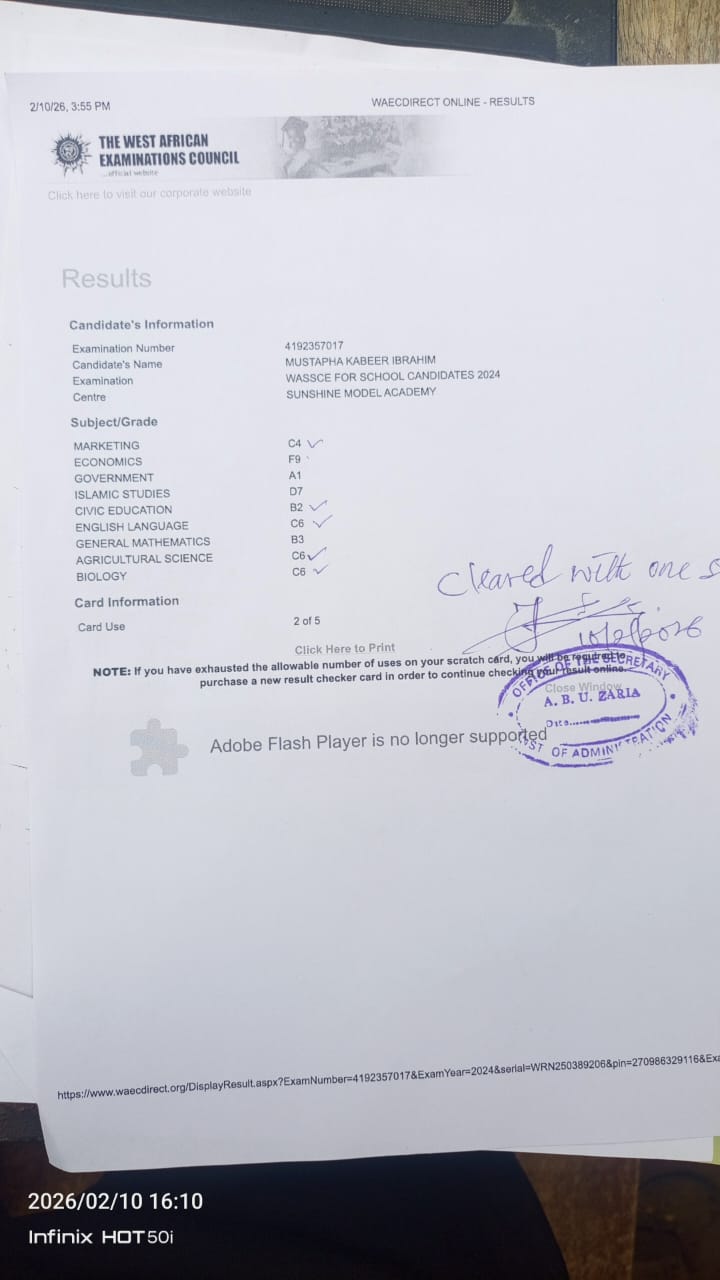 2/10/26, 3:55 PM WAECDIRECT ONLINE - RESULTS
THE WEST AFRICAN
EXAMINATIONS COUNCIL
...official website
Click here to visit our corporate website
Results
Candidate's Information
Examination Number 4192357017
Candidate's Name MUSTAPHA KABEER IBRAHIM
Examination WASSCE FOR SCHOOL CANDIDATES 2024
Centre SUNSHINE MODEL ACADEMY
Subject/Grade
MARKETING C4
ECONOMICS F9
GOVERNMENT A1
ISLAMIC STUDIES D7
CIVIC EDUCATION B2
ENGLISH LANGUAGE C6
GENERAL MATHEMATICS B3
AGRICULTURAL SCIENCE C6
BIOLOGY C6
Cleared with one
10/2/2026
Card Information
Card Use 2 of 5
Click Here to Print
NOTE: If you have exhausted the allowable number of uses on your scratch card, you will be required to
purchase a new result checker card in order to continue checking your result online.
Close Window
OFFICE OF THE SECRETARY
A. B. U. ZARIA
Date
OF ADMINISTRATION
Adobe Flash Player is no longer supported
https://www.waecdirect.org/DisplayResult.aspx?ExamNumber=4192357017&ExamYear=2024&serial=WRN250389206&pin=270986329116&Exa
2026/02/10 16:10
Infinix HOT 50i